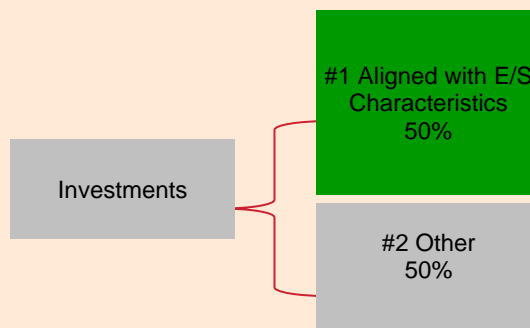 #1 Aligned with E/S
Characteristics
50%
Investments
#2 Other
50%